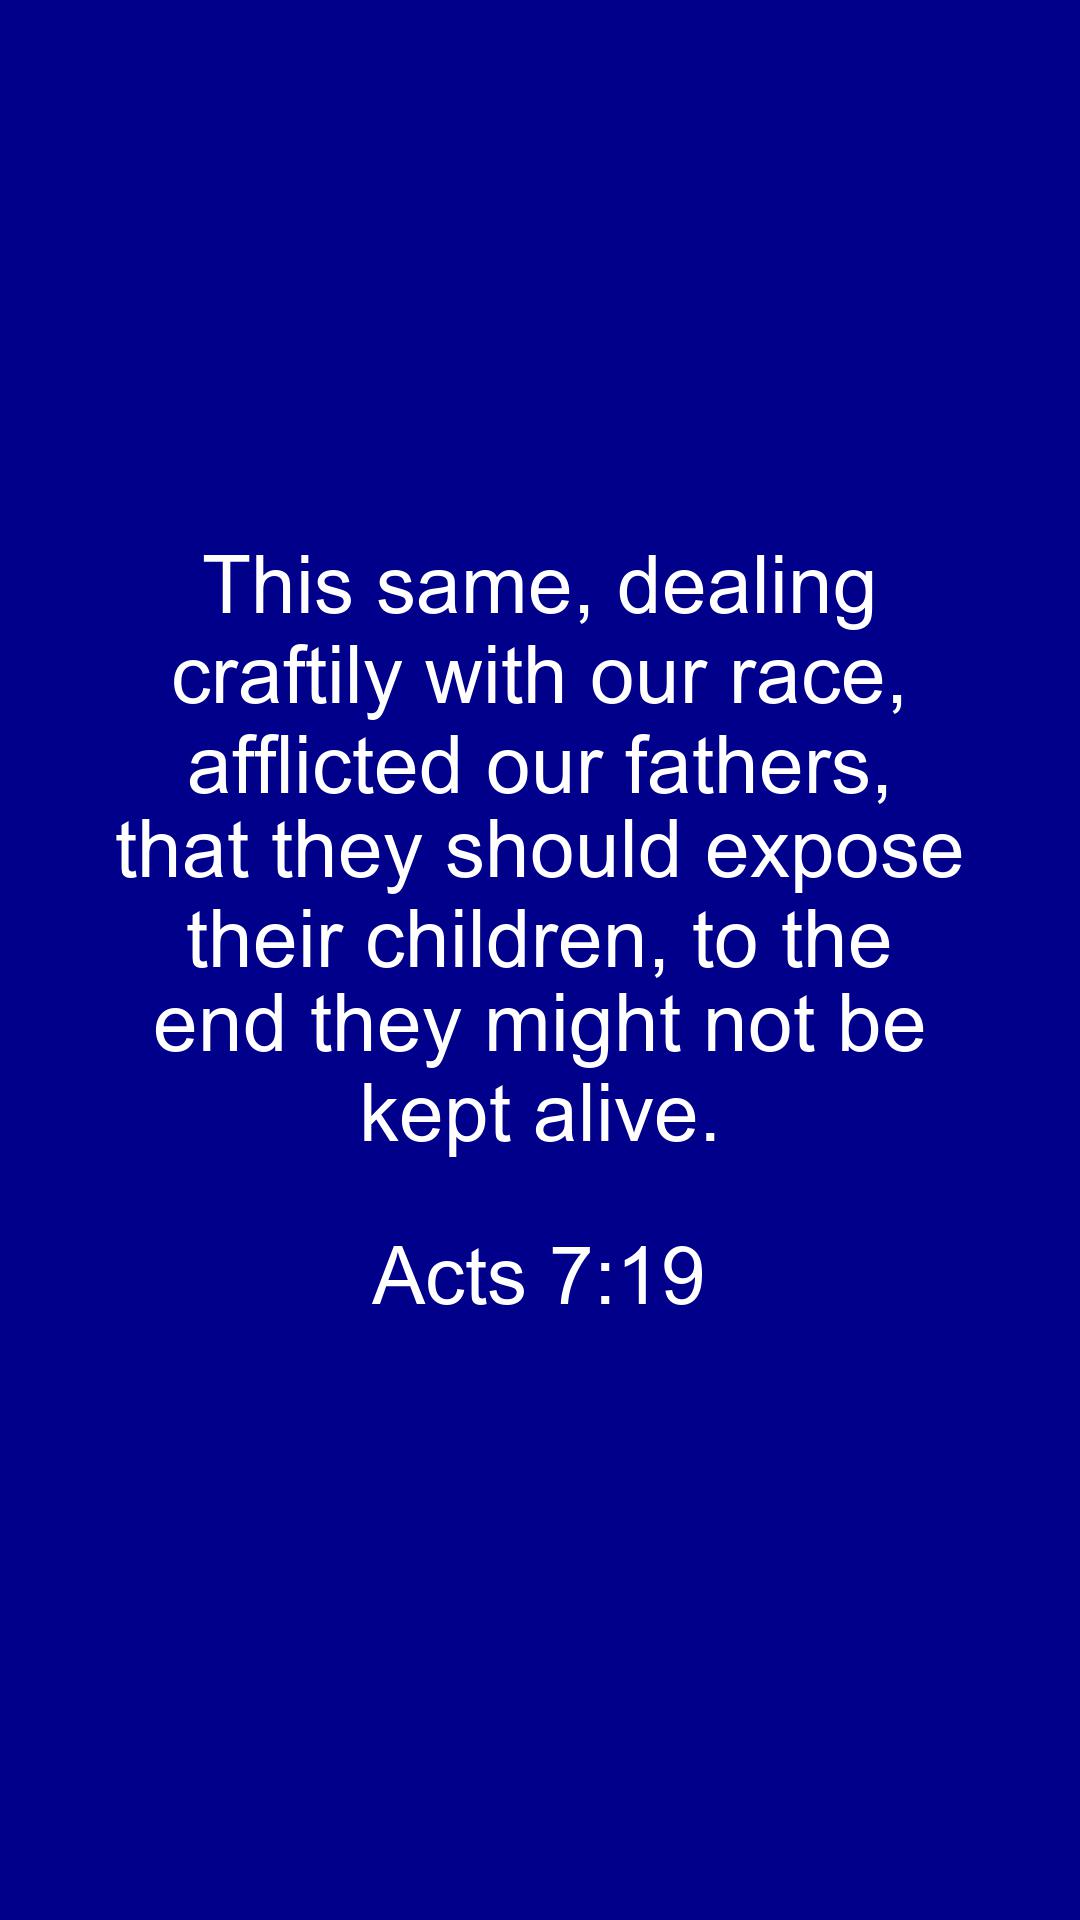 This same, dealing
craftily with our race,
afflicted our fathers,
that they should expose
their children, to the
end they might not be
kept alive.
Acts 7:19